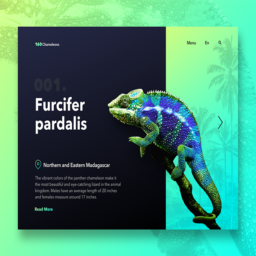 160 Chameleons
Menu
En
001.
Furcifer
pardalis
Northern and Eastern Madagascar
The vibrant colors of the panther chameleon make it
the most beautiful and eye-catching lizard in the animal
kingdom. Males have an average length of 20 inches
and females measure around 17 inches.
Read More